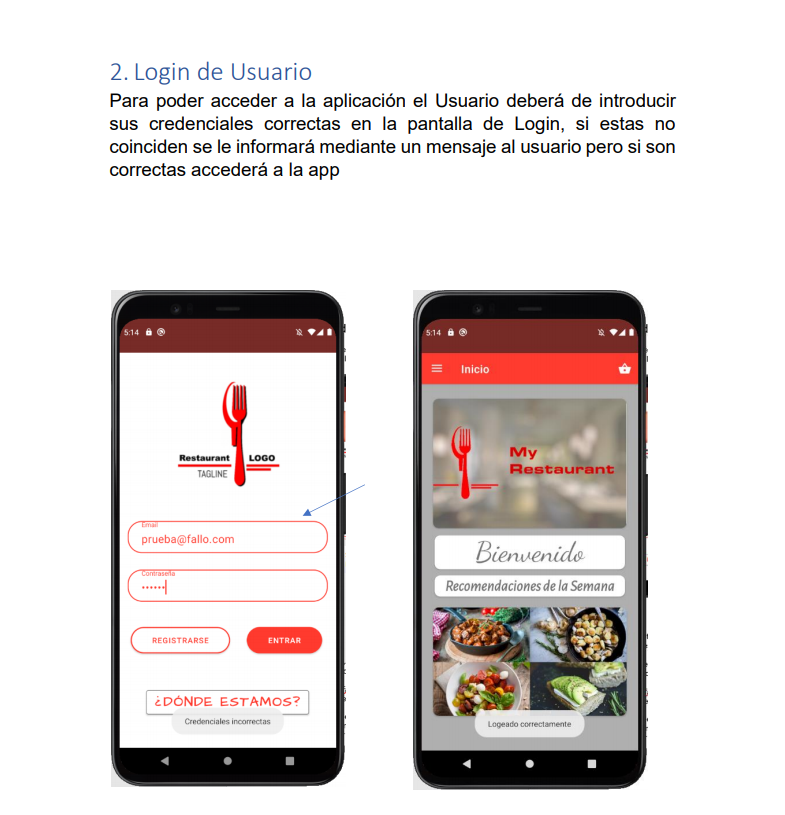 2. Login de Usuario
Para poder acceder a la aplicación el Usuario deberá de introducir
sus credenciales correctas en la pantalla de Login, si estas no
coinciden se le informará mediante un mensaje al usuario pero si son
correctas accederá a la app
5:14
Restaurant LOGO
TAGLINE
Email
prueba@fallo.com
Contraseña
REGISTRARSE
ENTRAR
¿DÓNDE ESTAMOS?
Credenciales incorrectas
5:14
Inicio
My
Restaurant
Bienvenido
Recomendaciones de la Semana
Logeado correctamente